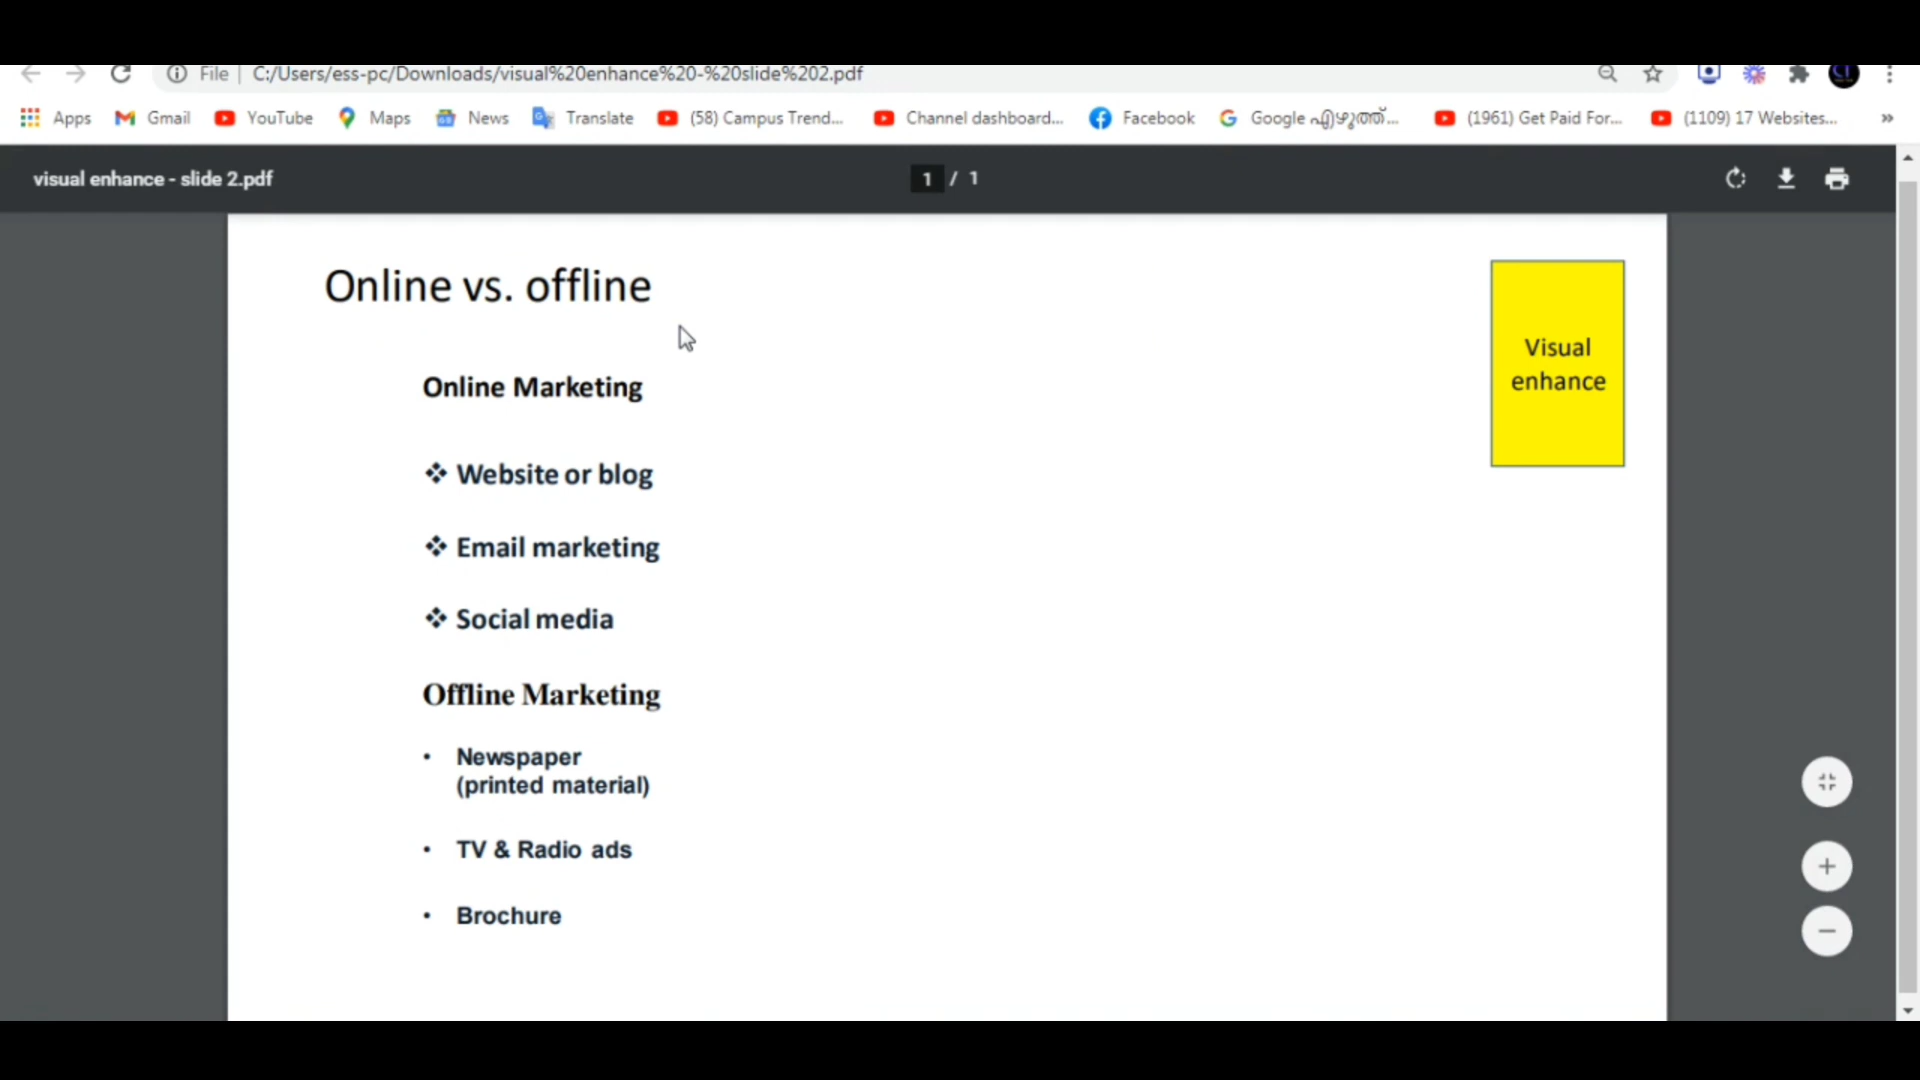 File | C:/Users/ess-pc/Downloads/visual%20enhance%20-%20slide%202.pdf
Apps Gmail YouTube Maps News Translate (58) Campus Trend... Channel dashboard... Facebook Google എഴുത്ത്... (1961) Get Paid For... (1109) 17 Websites... »
visual enhance - slide 2.pdf 1 / 1
Online vs. offline
Visual
enhance
Online Marketing
❖ Website or blog
❖ Email marketing
❖ Social media
Offline Marketing
• Newspaper
(printed material)
• TV & Radio ads
• Brochure